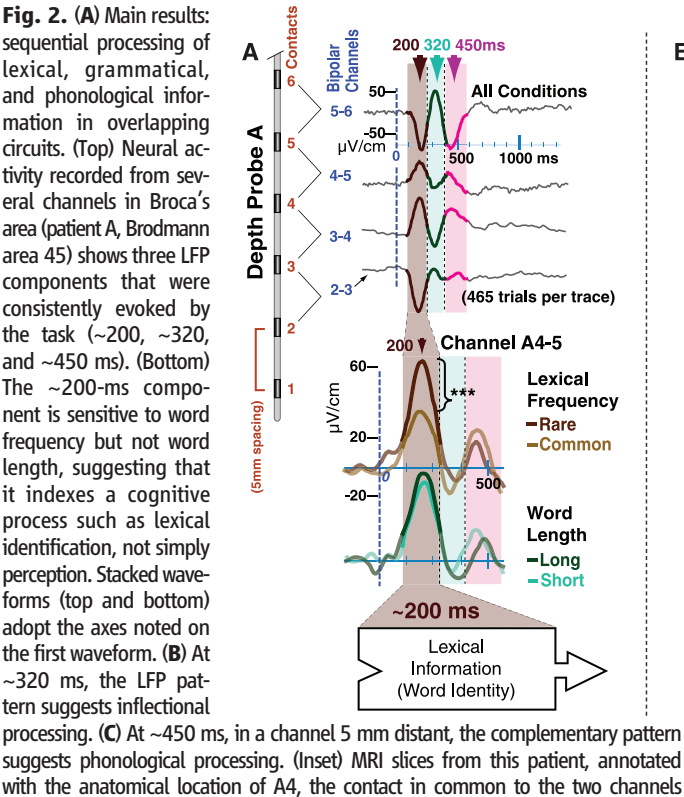 Fig. 2. (A) Main results:
sequential processing of
lexical, grammatical,
and phonological infor-
mation in overlapping
circuits. (Top) Neural ac-
tivity recorded from sev-
eral channels in Broca's
area (patient A, Brodmann
area 45) shows three LFP
components that were
consistently evoked by
the task (~200, ~320,
and ~450 ms). (Bottom)
The ~200-ms compo-
nent is sensitive to word
frequency but not word
length, suggesting that
it indexes a cognitive
process such as lexical
identification, not simply
perception. Stacked wave-
forms (top and bottom)
adopt the axes noted on
the first waveform. (B) At
~320 ms, the LFP pat-
tern suggests inflectional
processing. (C) At ~450 ms, in a channel 5 mm distant, the complementary pattern
suggests phonological processing. (Inset) MRI slices from this patient, annotated
with the anatomical location of A4, the contact in common to the two channels
A
Depth Probe A
Contacts
6
5
4
3
2
1
(5mm spacing)
Bipolar
Channels
5-6
4-5
3-4
2-3
200 320 450ms
All Conditions
50
-50
µV/cm
0
500
1000 ms
(465 trials per trace)
200
Channel A4-5
60
µV/cm
20
-20
0
500
***
Lexical
Frequency
Rare
Common
Word
Length
Long
Short
~200 ms
Lexical
Information
(Word Identity)
E